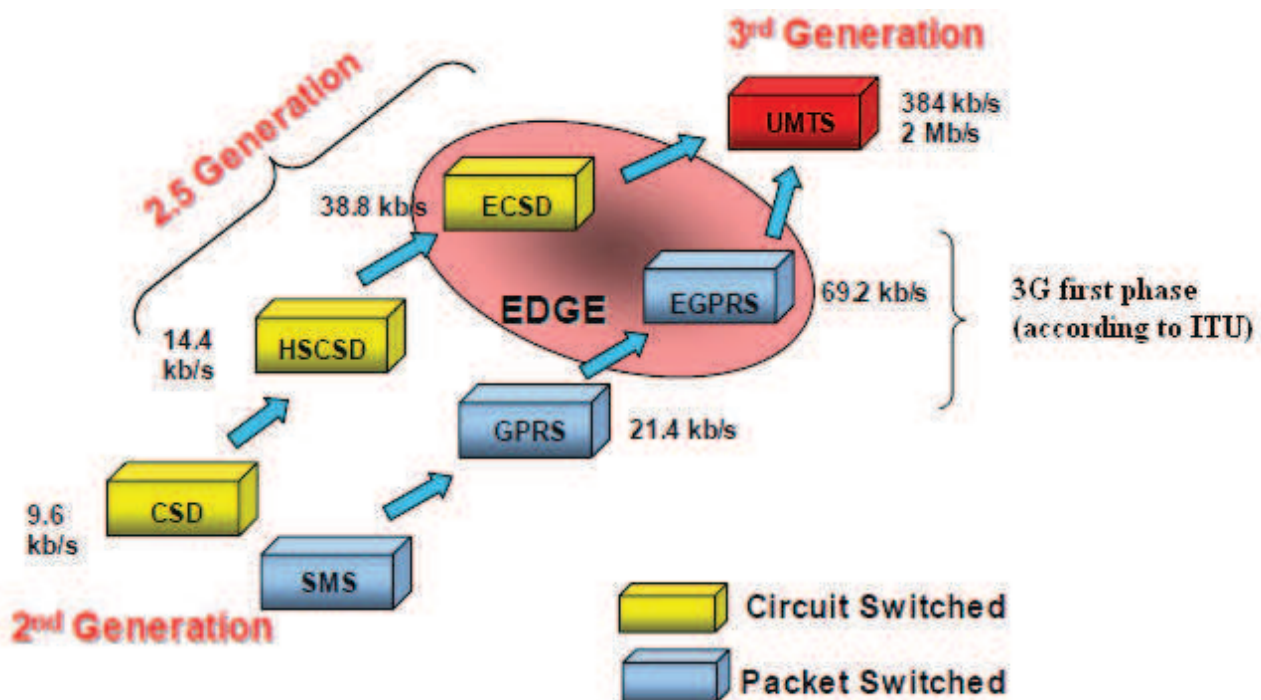 3rd Generation
2.5 Generation
UMTS
384 kb/s
2 Mb/s
38.8 kb/s
ECSD
EDGE
EGPRS
69.2 kb/s
3G first phase
(according to ITU)
14.4
kb/s
HSCSD
GPRS
21.4 kb/s
9.6
kb/s
CSD
SMS
2nd Generation
Circuit Switched
Packet Switched